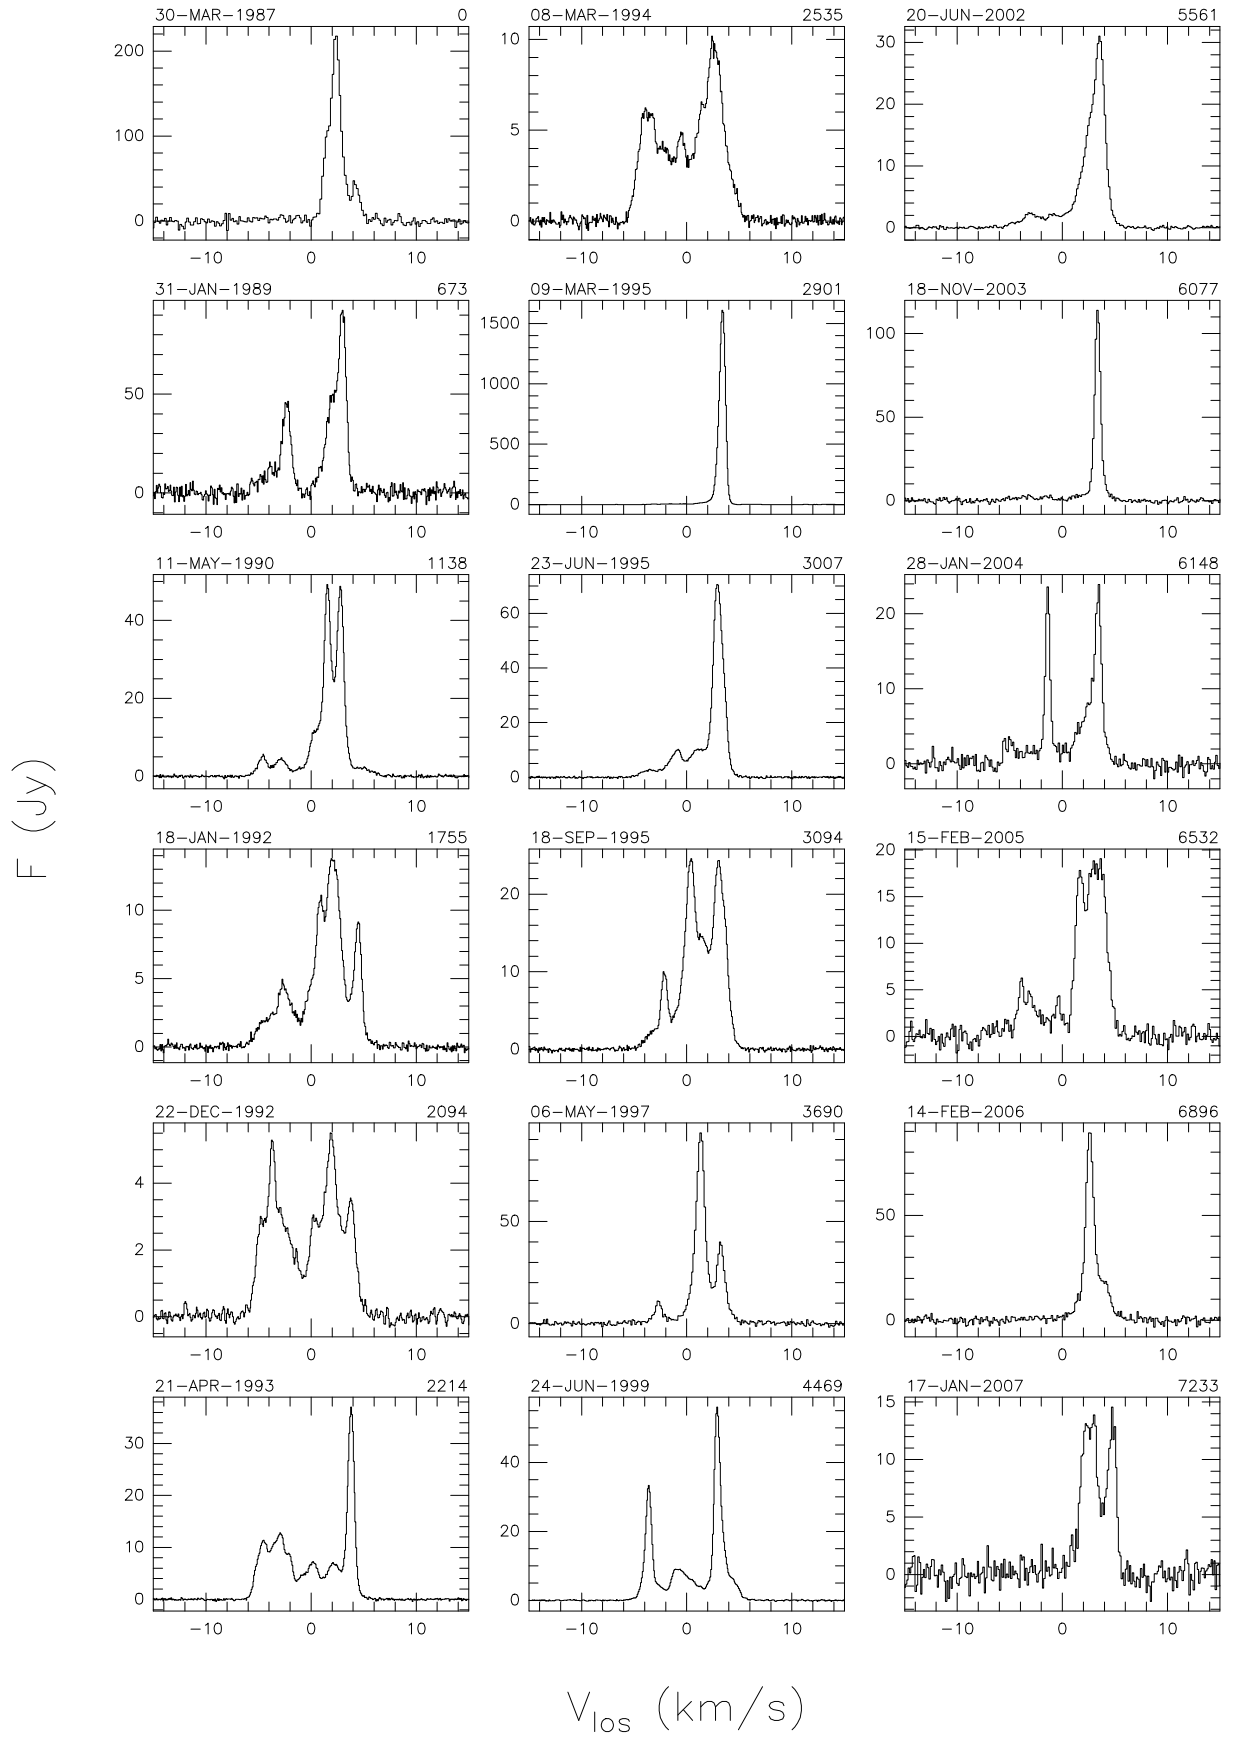 30-MAR-1987 0
08-MAR-1994 2535
20-JUN-2002 5561
200
100
0
10
5
0
30
20
10
0
-10 0 10
-10 0 10
-10 0 10
31-JAN-1989 673
09-MAR-1995 2901
18-NOV-2003 6077
50
0
1500
1000
500
0
100
50
0
-10 0 10
-10 0 10
-10 0 10
11-MAY-1990 1138
23-JUN-1995 3007
28-JAN-2004 6148
40
20
0
60
40
20
0
20
10
0
-10 0 10
-10 0 10
-10 0 10
F (Jy)
18-JAN-1992 1755
18-SEP-1995 3094
15-FEB-2005 6532
10
5
0
20
10
0
20
15
10
5
0
-10 0 10
-10 0 10
-10 0 10
22-DEC-1992 2094
06-MAY-1997 3690
14-FEB-2006 6896
4
2
0
50
0
50
0
-10 0 10
-10 0 10
-10 0 10
21-APR-1993 2214
24-JUN-1999 4469
17-JAN-2007 7233
30
20
10
0
40
20
0
15
10
5
0
-10 0 10
-10 0 10
-10 0 10
Vlos (km/s)